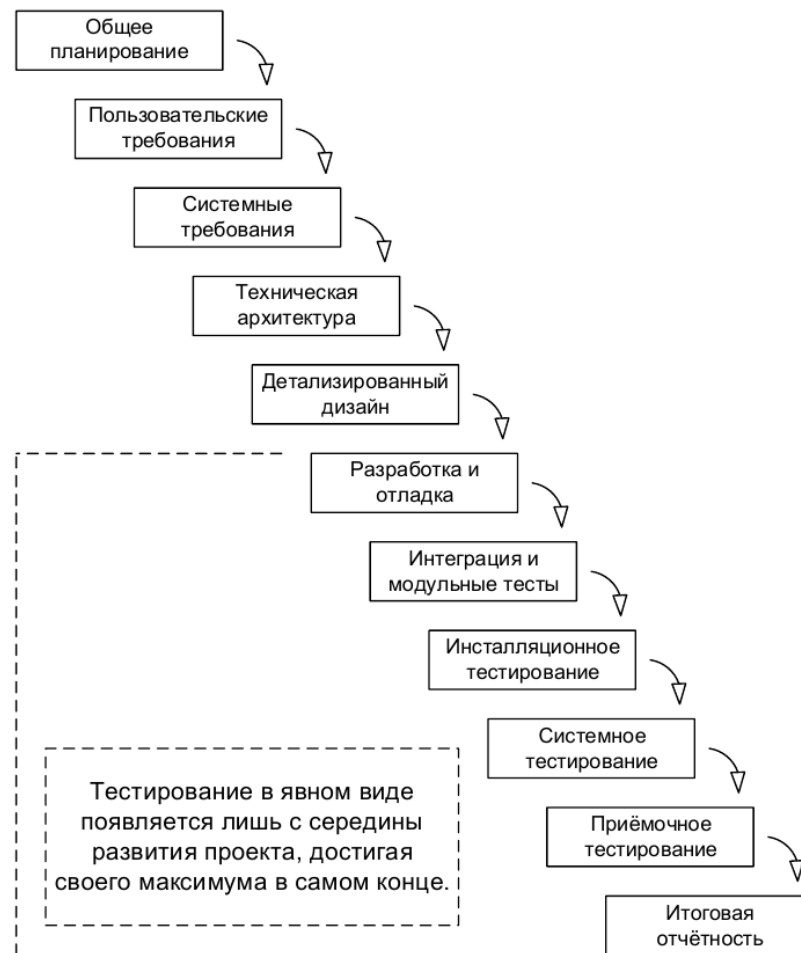 Общее
планирование
Пользовательские
требования
Системные
требования
Техническая
архитектура
Детализированный
дизайн
Разработка и
отладка
Интеграция и
модульные тесты
Инсталляционное
тестирование
Системное
тестирование
Тестирование в явном виде
появляется лишь с середины
развития проекта, достигая
своего максимума в самом конце.
Приёмочное
тестирование
Итоговая
отчётность